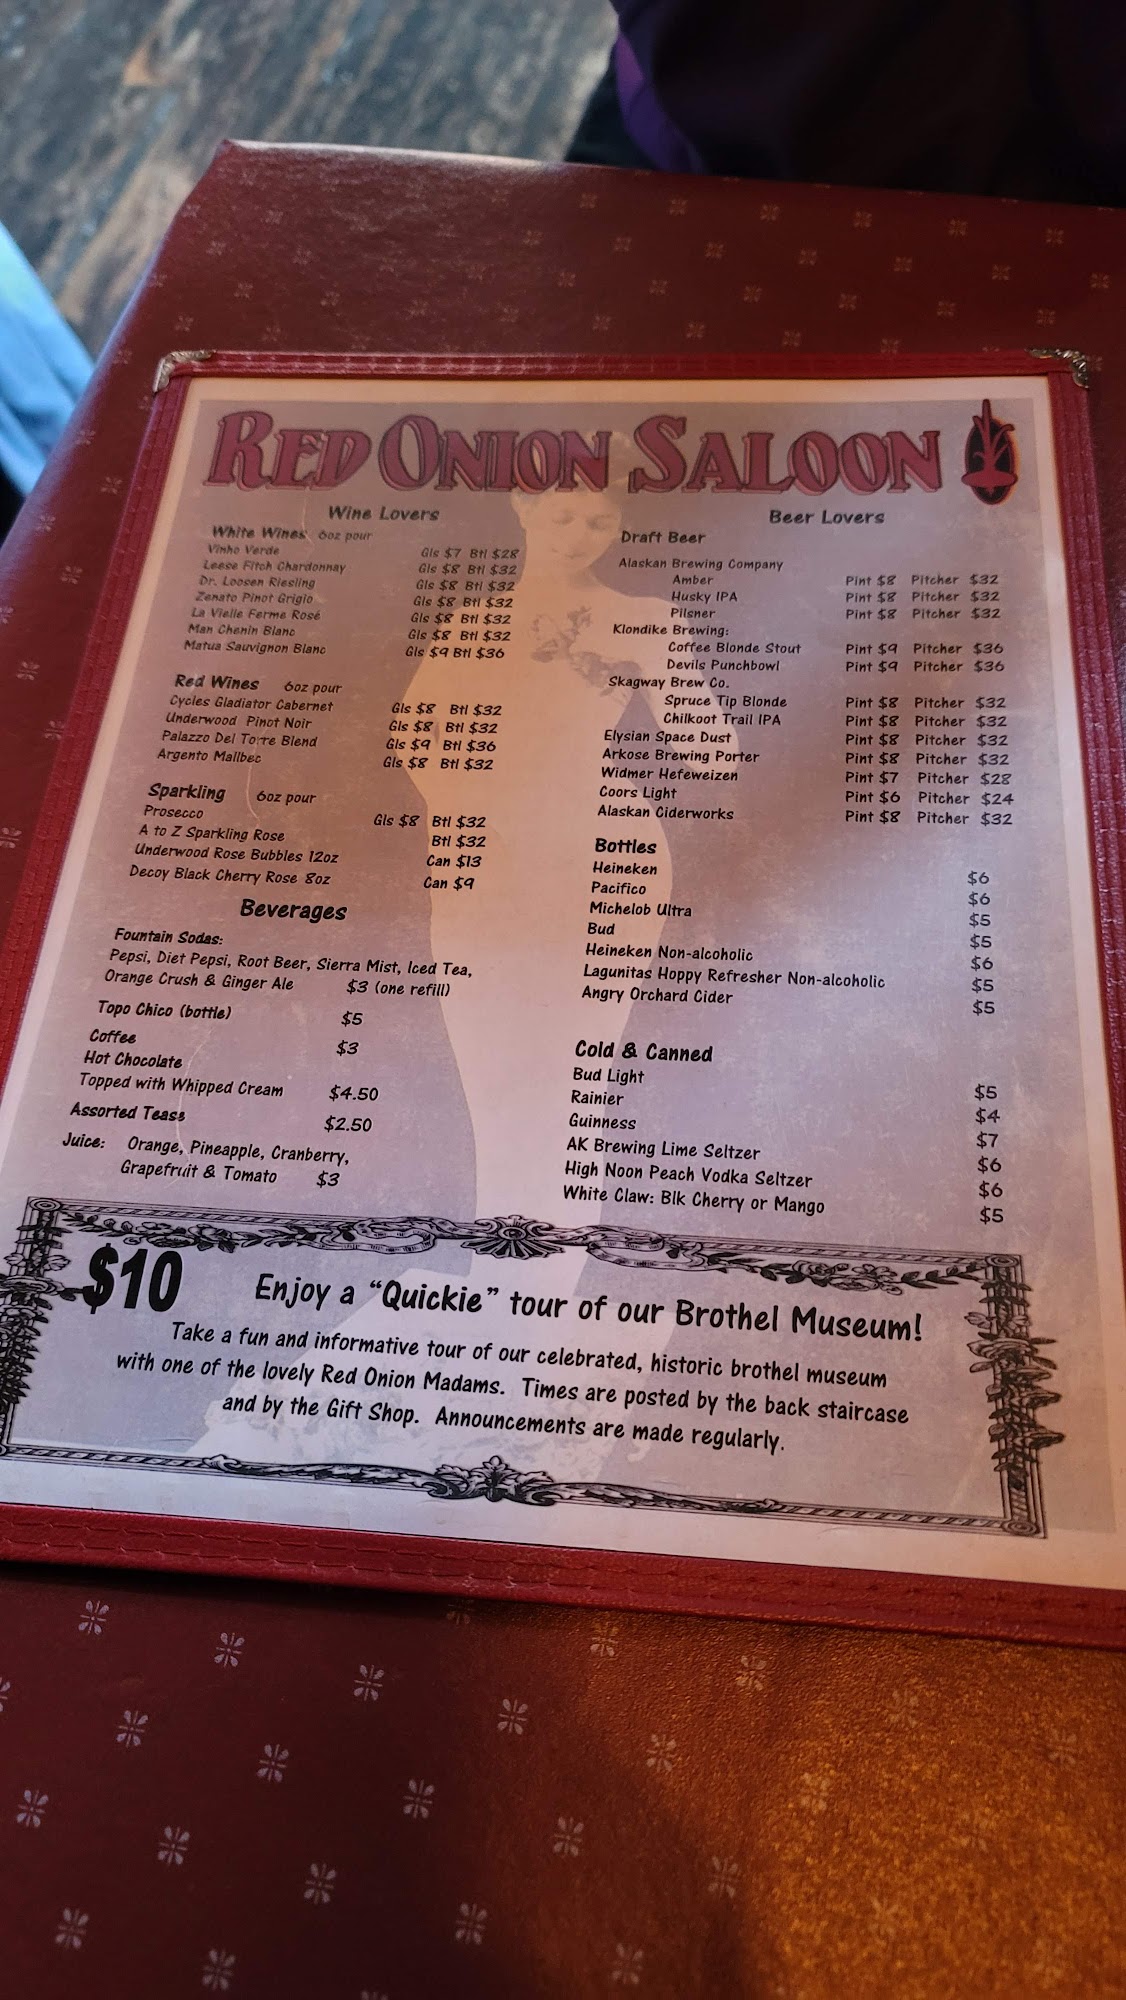 RED ONION SALOON
Wine Lovers
White Wines 6oz pour
Vinho Verde Gls $7 Btl $28
Leese Fitch Chardonnay Gls $8 Btl $32
Dr. Loosen Riesling Gls $8 Btl $32
Zenato Pinot Grigio Gls $8 Btl $32
La Vielle Ferme Rosé Gls $8 Btl $32
Man Chenin Blanc Gls $8 Btl $32
Matua Sauvignon Blanc Gls $9 Btl $36
Red Wines 6oz pour
Cycles Gladiator Cabernet Gls $8 Btl $32
Underwood Pinot Noir Gls $8 Btl $32
Palazzo Del Torre Blend Gls $9 Btl $36
Argento Mallbec Gls $8 Btl $32
Sparkling 6oz pour
Prosecco Gls $8 Btl $32
A to Z Sparkling Rose Btl $32
Underwood Rose Bubbles 12oz Can $13
Decoy Black Cherry Rose 8oz Can $9
Beverages
Fountain Sodas:
Pepsi, Diet Pepsi, Root Beer, Sierra Mist, Iced Tea,
Orange Crush & Ginger Ale $3 (one refill)
Topo Chico (bottle) $5
Coffee $3
Hot Chocolate
Topped with Whipped Cream $4.50
Assorted Teass $2.50
Juice: Orange, Pineapple, Cranberry,
Grapefruit & Tomato $3
Beer Lovers
Draft Beer
Alaskan Brewing Company
Amber Pint $8 Pitcher $32
Husky IPA Pint $8 Pitcher $32
Pilsner Pint $8 Pitcher $32
Klondike Brewing:
Coffee Blonde Stout Pint $9 Pitcher $36
Devils Punchbowl Pint $9 Pitcher $36
Skagway Brew Co.
Spruce Tip Blonde Pint $8 Pitcher $32
Chilkoot Trail IPA Pint $8 Pitcher $32
Elysian Space Dust Pint $8 Pitcher $32
Arkose Brewing Porter Pint $8 Pitcher $32
Widmer Hefeweizen Pint $7 Pitcher $28
Coors Light Pint $6 Pitcher $24
Alaskan Ciderworks Pint $8 Pitcher $32
Bottles
Heineken $6
Pacifico $6
Michelob Ultra $5
Bud $5
Heineken Non-alcoholic $6
Lagunitas Hoppy Refresher Non-alcoholic $5
Angry Orchard Cider $5
Cold & Canned
Bud Light $5
Rainier $4
Guinness $7
AK Brewing Lime Seltzer $6
High Noon Peach Vodka Seltzer $6
White Claw: Blk Cherry or Mango $5
$10 Enjoy a “Quickie” tour of our Brothel Museum!
Take a fun and informative tour of our celebrated, historic brothel museum
with one of the lovely Red Onion Madams. Times are posted by the back staircase
and by the Gift Shop. Announcements are made regularly.